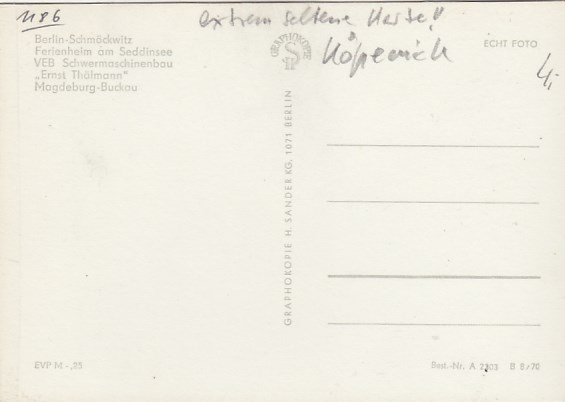 1186
extrem seltene Karte!
Köpenick
4,-
Berlin-Schmöckwitz
Ferienheim am Seddinsee
VEB Schwermaschinenbau
„Ernst Thälmann"
Magdeburg-Buckau
GRAPHOKOPIE
ECHT FOTO
GRAPHOKOPIE H. SANDER KG. 1071 BERLIN
EVP M -,25
Best.-Nr. A 2303 B 8/70